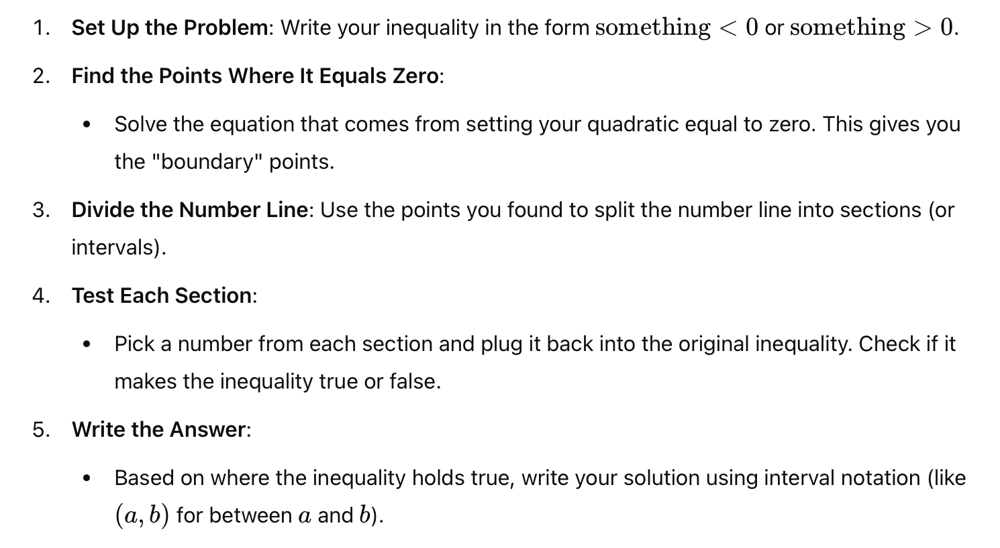 1. Set Up the Problem: Write your inequality in the form something < 0 or something > 0.
2. Find the Points Where It Equals Zero:
• Solve the equation that comes from setting your quadratic equal to zero. This gives you
the "boundary" points.
3. Divide the Number Line: Use the points you found to split the number line into sections (or
intervals).
4. Test Each Section:
• Pick a number from each section and plug it back into the original inequality. Check if it
makes the inequality true or false.
5. Write the Answer:
• Based on where the inequality holds true, write your solution using interval notation (like
(a, b) for between a and b).